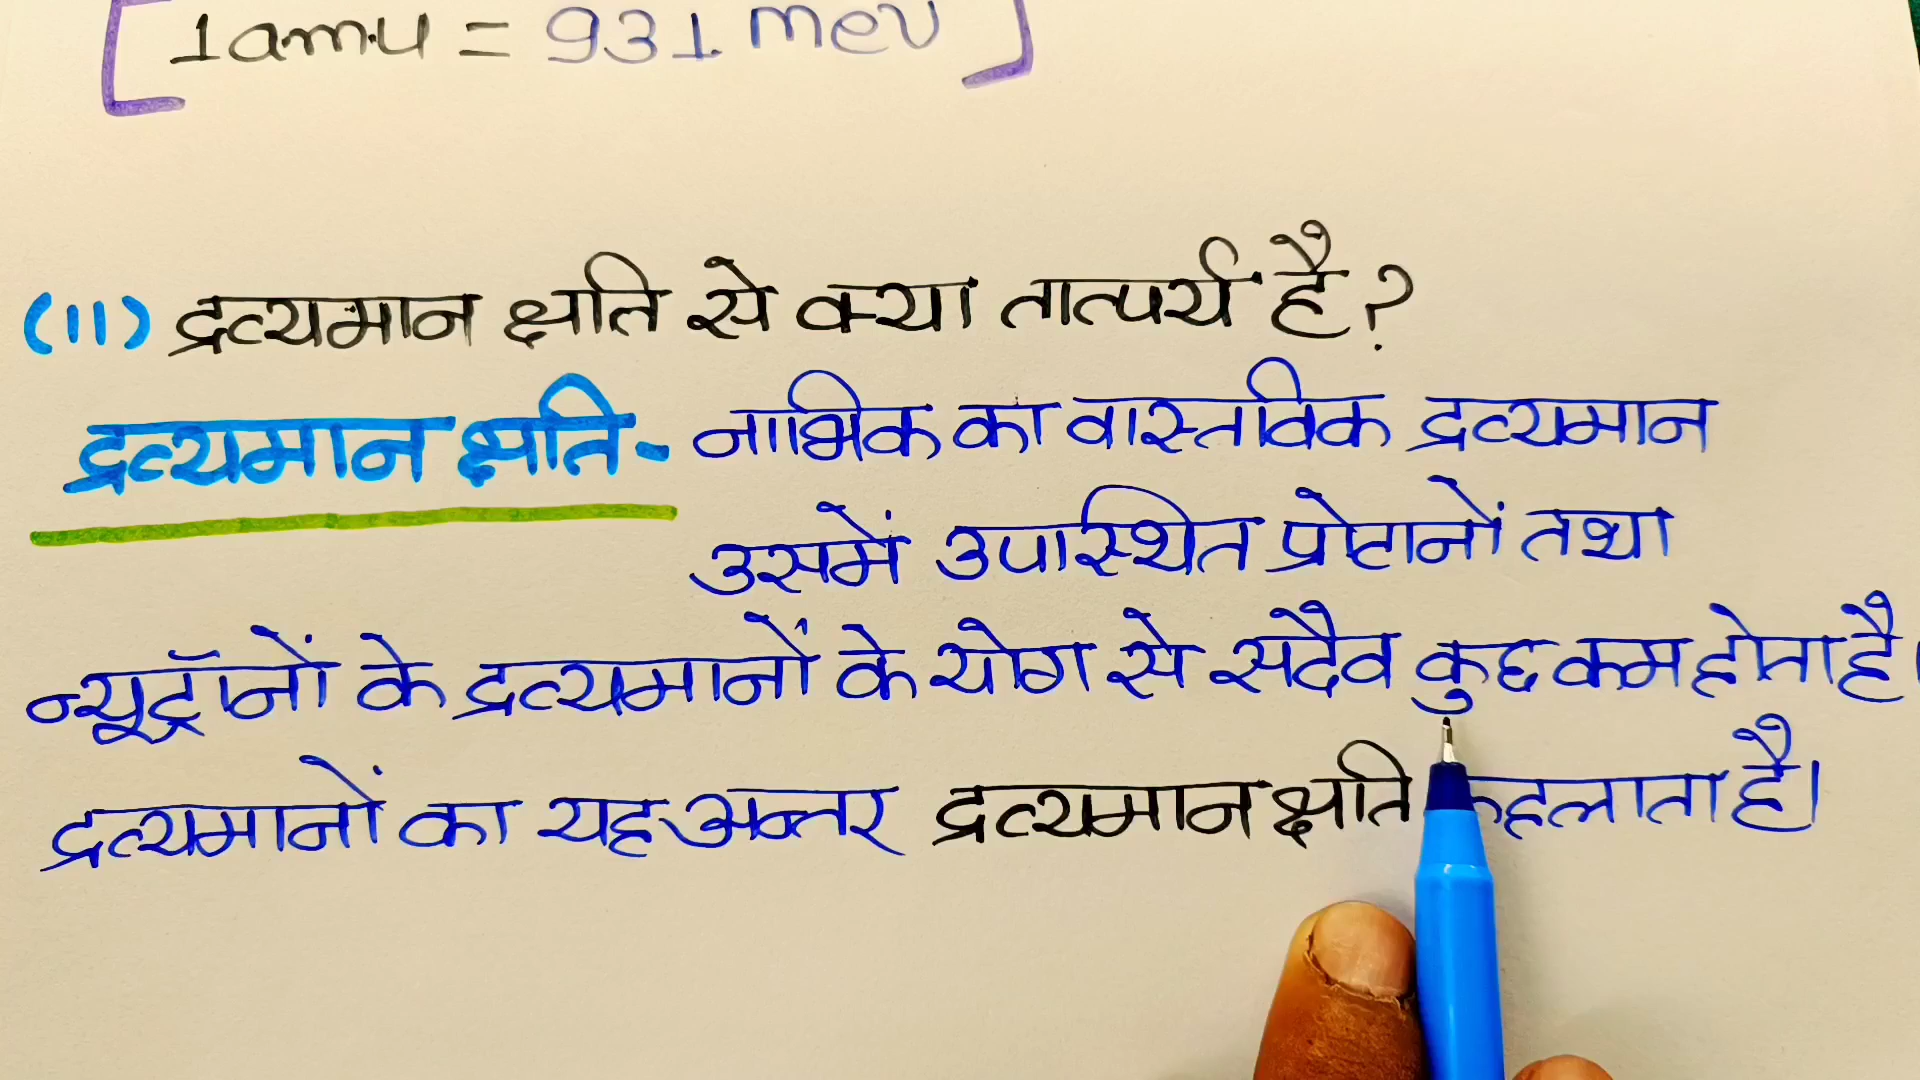 [1 a.m.u = 931 mev]
(11) द्रव्यमान क्षति से क्या तात्पर्य है?
द्रव्यमान क्षति- नाभिक का वास्तविक द्रव्यमान
उसमें उपस्थित प्रोटानों तथा
न्यूट्रॉनों के द्रव्यमानों के योग से सदैव कुछ कम होता है।
द्रव्यमानों का यह अन्तर द्रव्यमान क्षति कहलाता है।